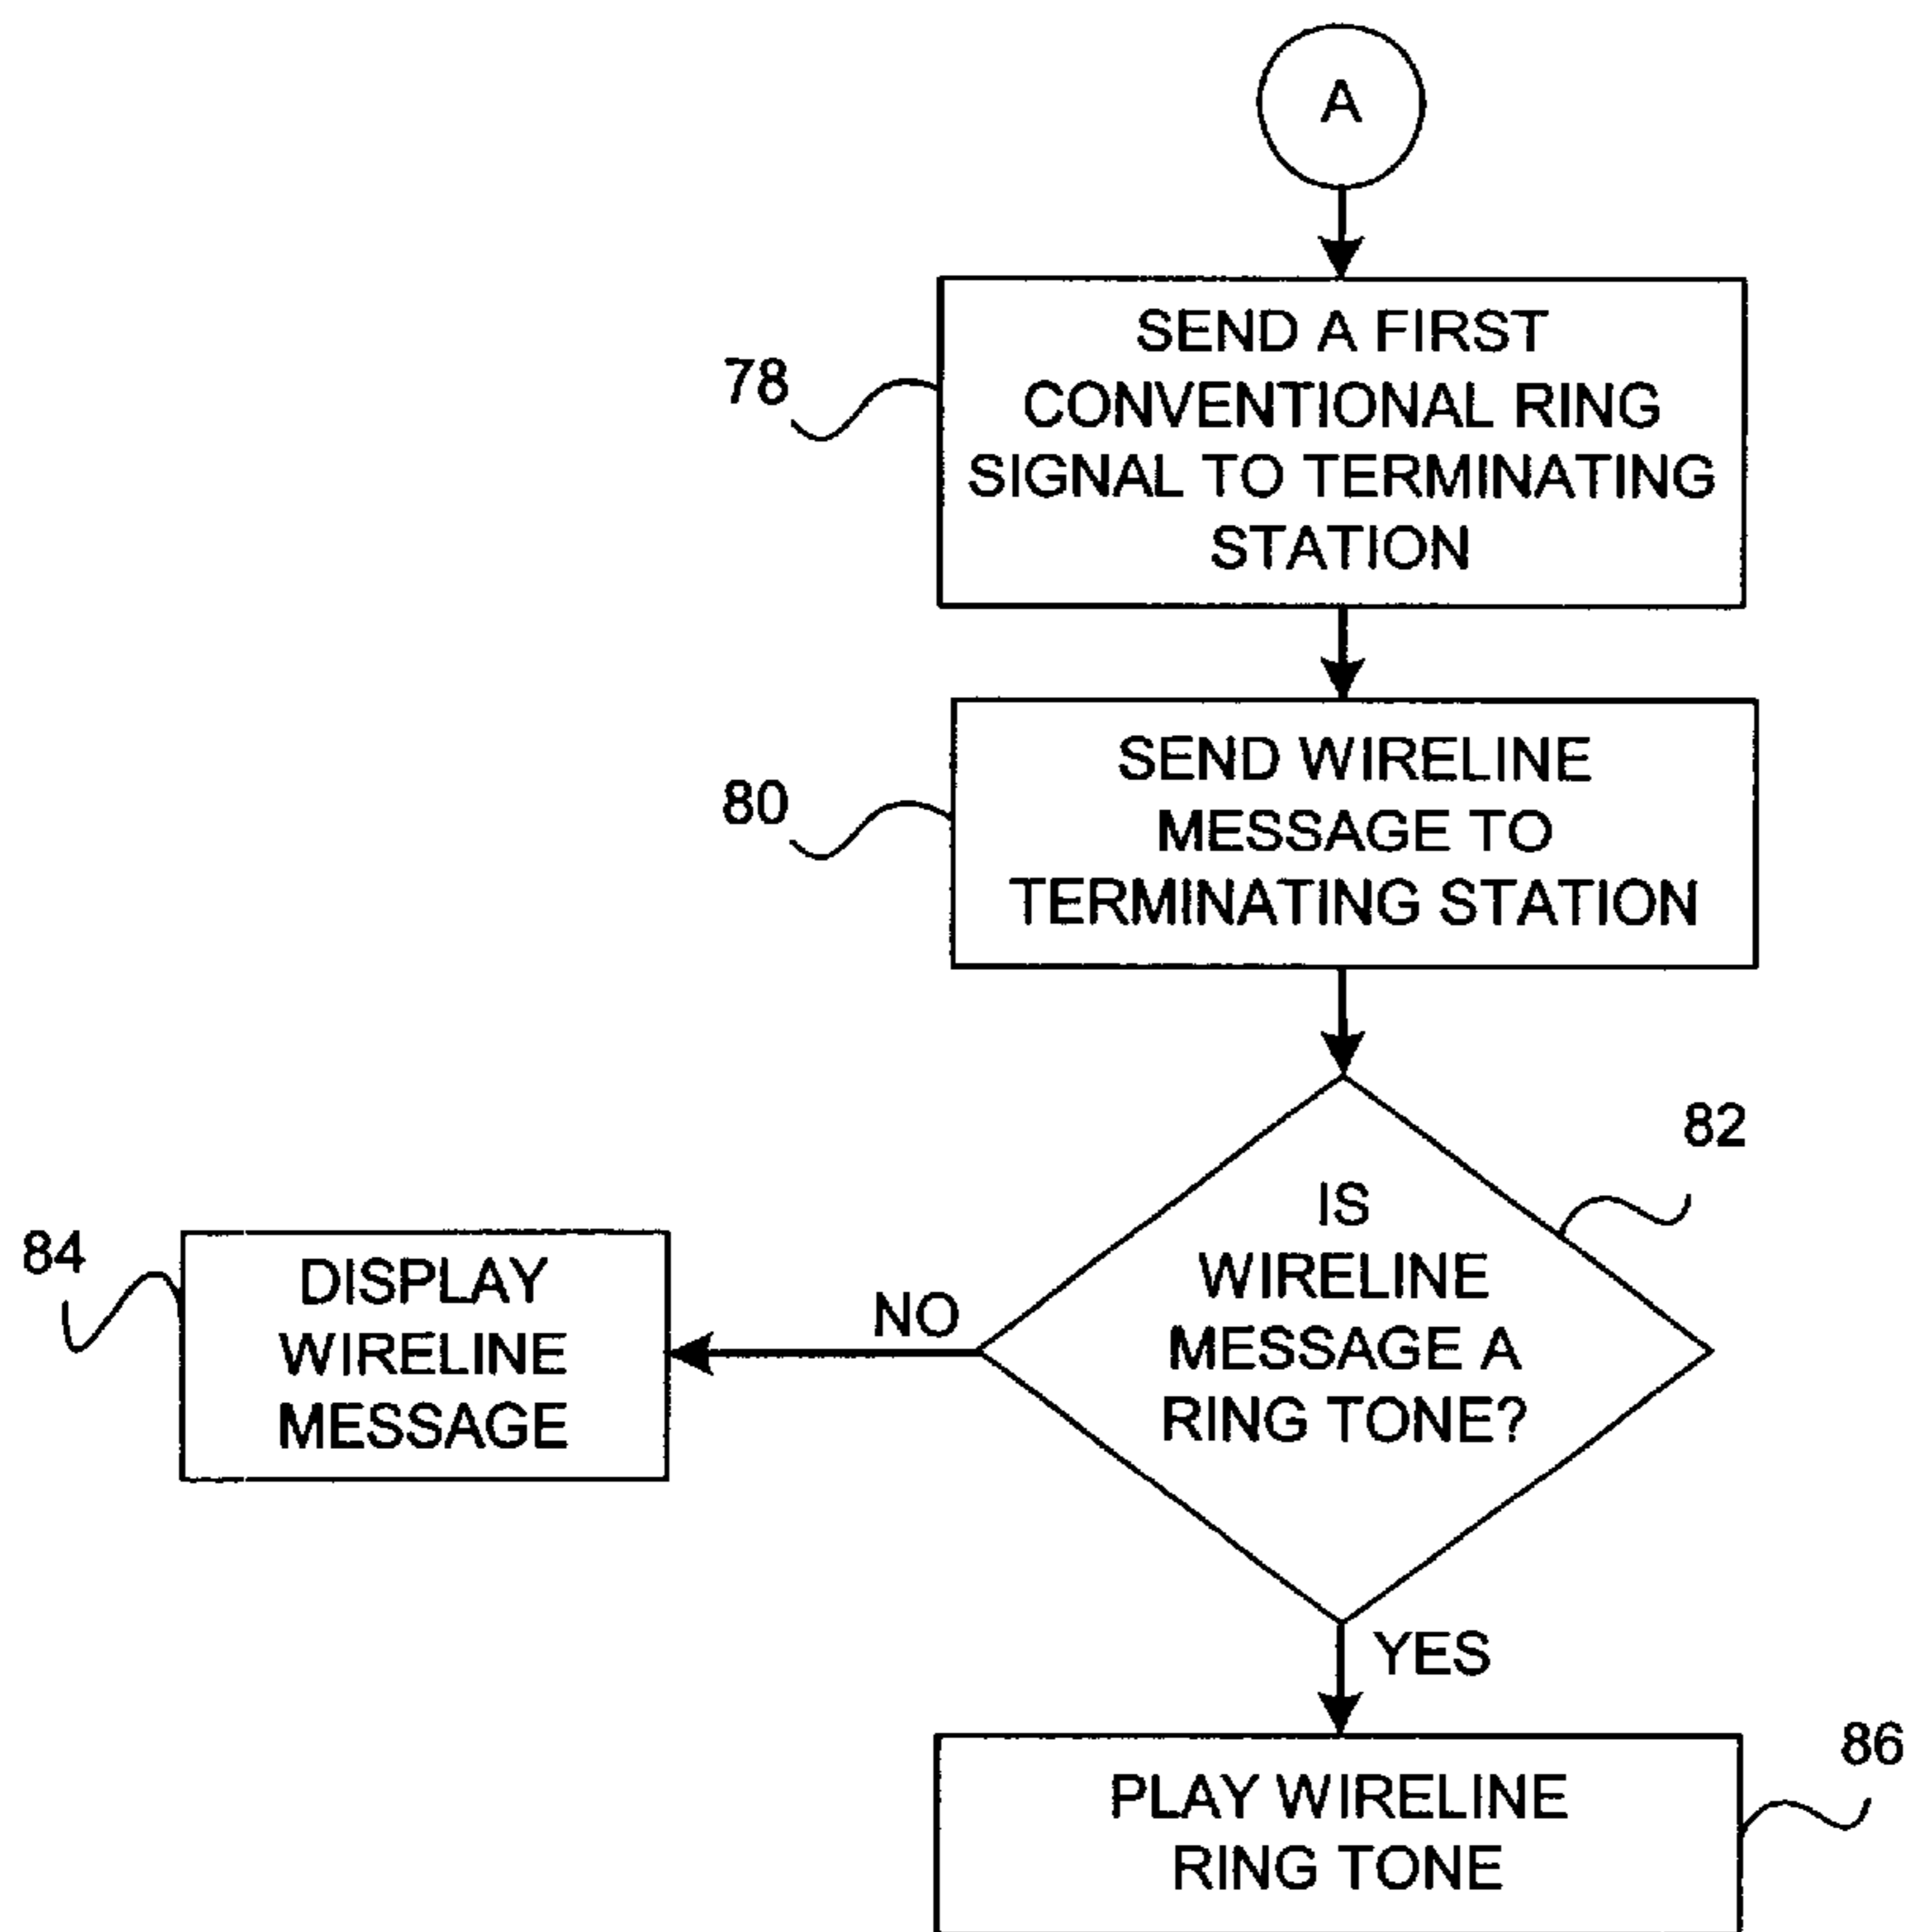 A
78
SEND A FIRST
CONVENTIONAL RING
SIGNAL TO TERMINATING
STATION
80
SEND WIRELINE
MESSAGE TO
TERMINATING STATION
82
IS
WIRELINE
MESSAGE A
RING TONE?
NO
84
DISPLAY
WIRELINE
MESSAGE
YES
86
PLAY WIRELINE
RING TONE